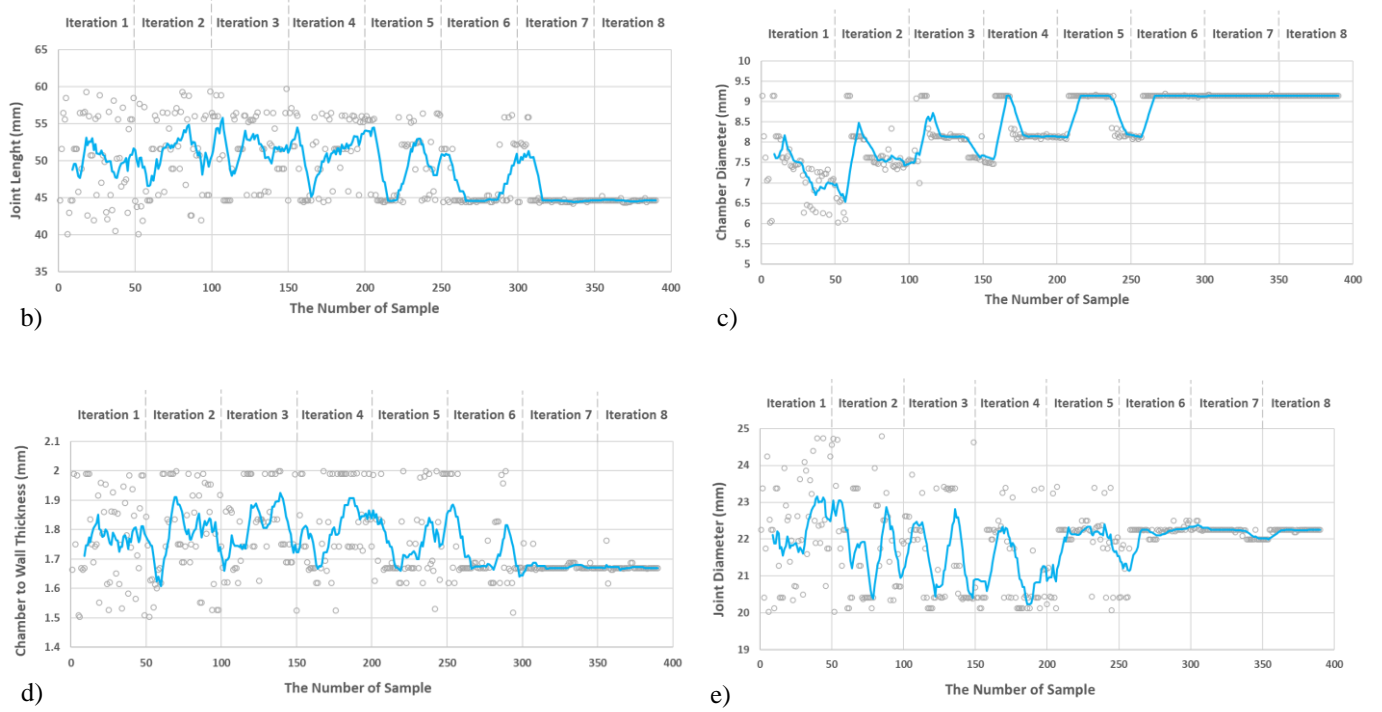 Iteration 1 Iteration 2 Iteration 3 Iteration 4 Iteration 5 Iteration 6 Iteration 7 Iteration 8
65
60
55
50
45
40
35
Joint Lenght (mm)
0 50 100 150 200 250 300 350 400
The Number of Sample
b)
Iteration 1 Iteration 2 Iteration 3 Iteration 4 Iteration 5 Iteration 6 Iteration 7 Iteration 8
10
9.5
9
8.5
8
7.5
7
6.5
6
5.5
5
Chamber Diameter (mm)
0 50 100 150 200 250 300 350 400
The Number of Sample
c)
Iteration 1 Iteration 2 Iteration 3 Iteration 4 Iteration 5 Iteration 6 Iteration 7 Iteration 8
2.1
2
1.9
1.8
1.7
1.6
1.5
1.4
Chamber to Wall Thickness (mm)
0 50 100 150 200 250 300 350 400
The Number of Sample
d)
Iteration 1 Iteration 2 Iteration 3 Iteration 4 Iteration 5 Iteration 6 Iteration 7 Iteration 8
25
24
23
22
21
20
19
Joint Diameter (mm)
0 50 100 150 200 250 300 350 400
The Number of Sample
e)